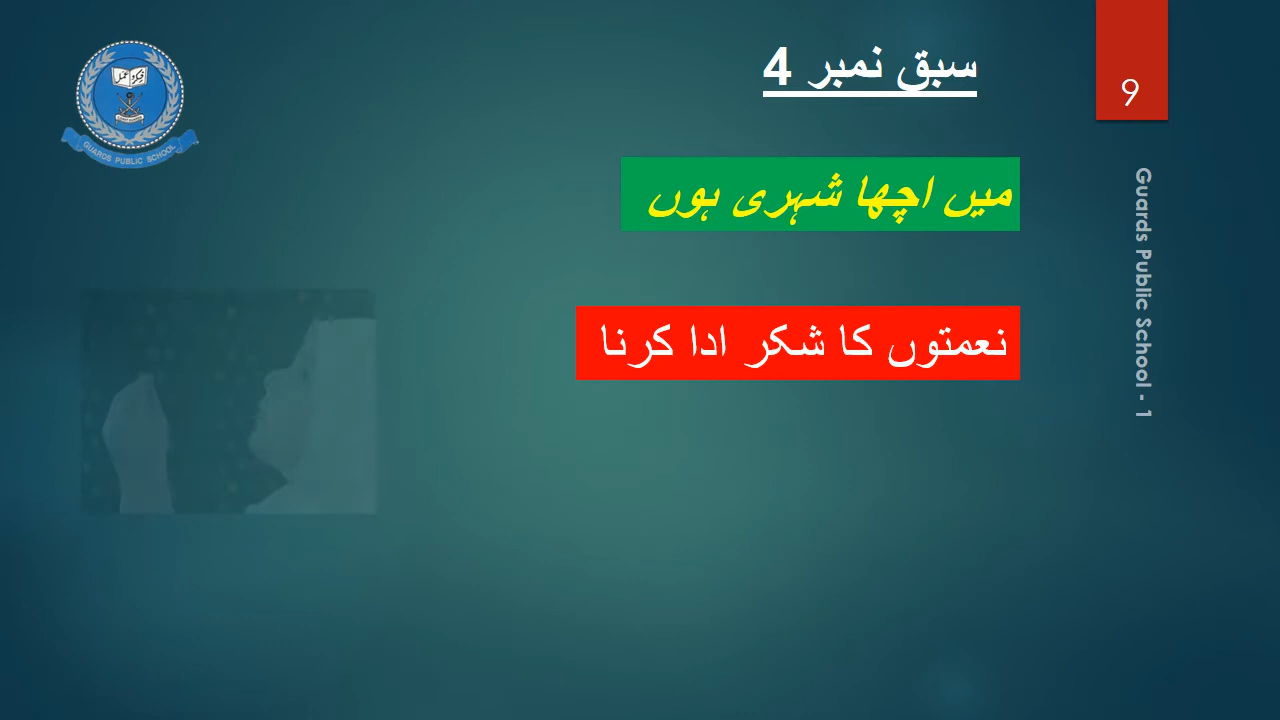 سبق نمبر 4
9
میں اچھا شہری ہوں
نعمتوں کا شکر ادا کرنا
Guards Public School - 1
GUARDS PUBLIC SCHOOL